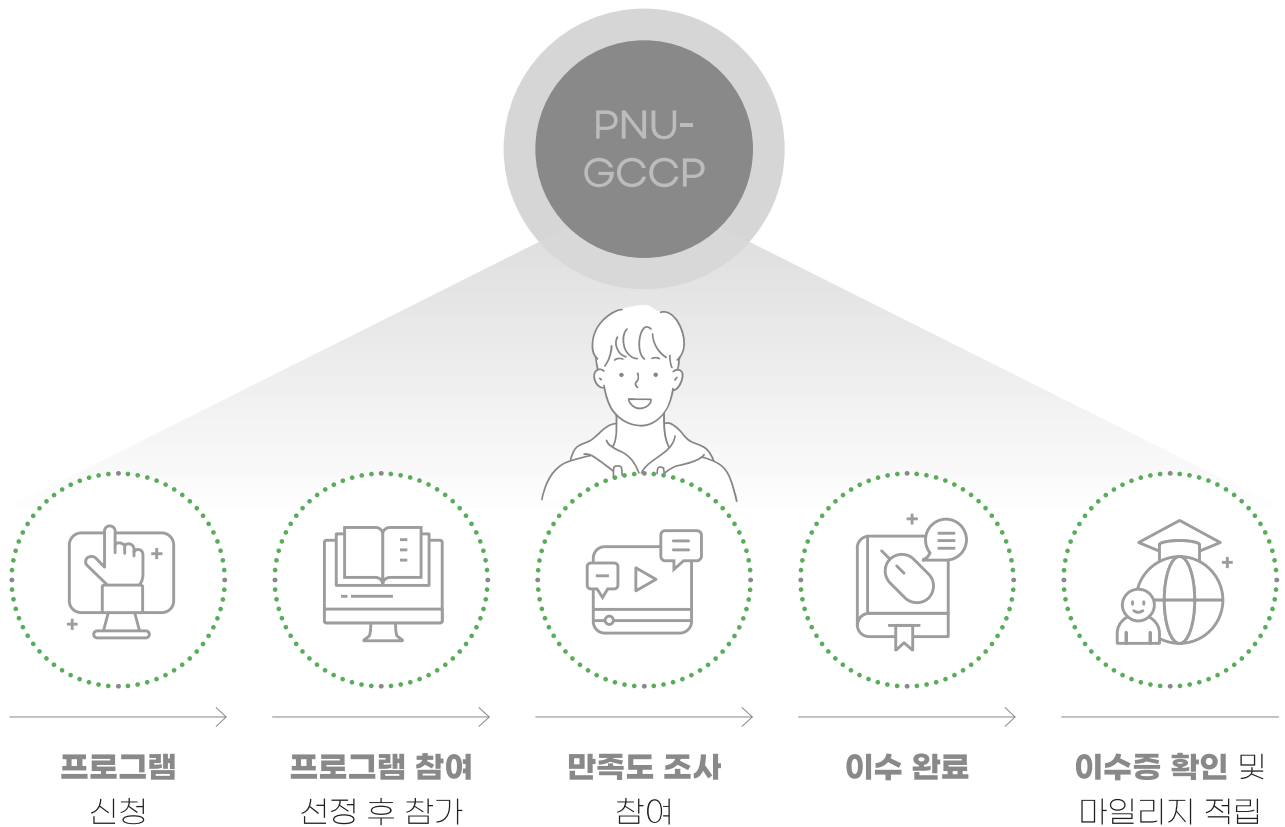 PNU-
GCCP
프로그램
신청
프로그램 참여
선정 후 참가
만족도 조사
참여
이수 완료
이수증 확인 및
마일리지 적립